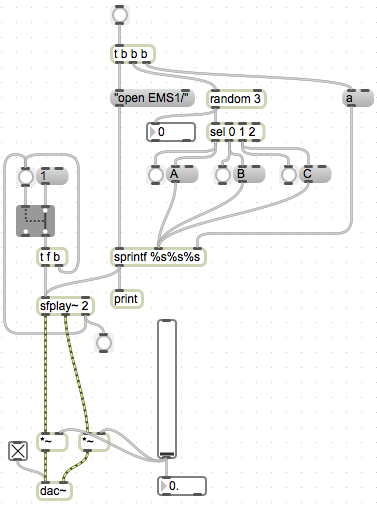 t b b b
"open EMS1/"
random 3
a
0
sel 0 1 2
1
A
B
C
t f b
sprintf %s%s%s
sfplay~ 2
print
*~
*~
0.
dac~